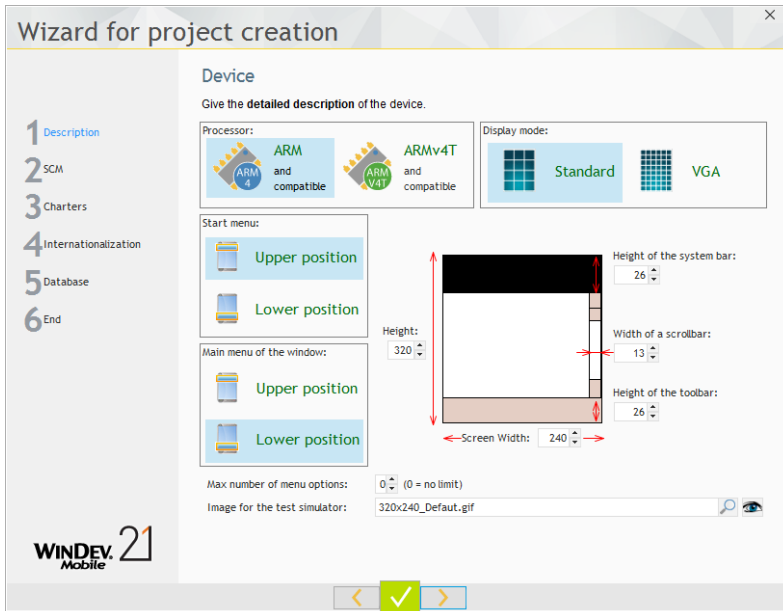 Wizard for project creation
Device
Give the detailed description of the device.
1 Description
2 SCM
3 Charters
4 Internationalization
5 Database
6 End
Processor:
ARM 4
ARM
and
compatible
ARM V4T
ARMv4T
and
compatible
Display mode:
Standard
VGA
Start menu:
Upper position
Lower position
Main menu of the window:
Upper position
Lower position
Height of the system bar:
26
Height:
320
Width of a scrollbar:
13
Height of the toolbar:
26
Screen Width: 240
Max number of menu options: 0 (0 = no limit)
Image for the test simulator: 320x240_Defaut.gif
WINDEV. 21
Mobile